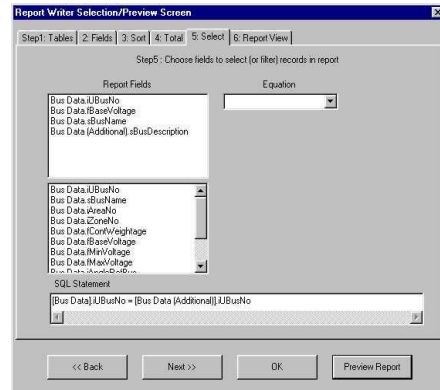 Report Writer Selection/Preview Screen
Step1: Tables 2: Fields 3: Sort 4: Total 5: Select 6: Report View
Step5 : Choose fields to select (or filter) records in report
Report Fields
Equation
Bus Data.iUBusNo
Bus Data.fBaseVoltage
Bus Data.sBusName
Bus Data (Additional).sBusDescription
Bus Data.iUBusNo
Bus Data.sBusName
Bus Data.iAreaNo
Bus Data.iZoneNo
Bus Data.fContWeightage
Bus Data.fBaseVoltage
Bus Data.fMinVoltage
Bus Data.fMaxVoltage
Bus Data.iAngleRefBus
SQL Statement
[Bus Data].iUBusNo = [Bus Data (Additional)].iUBusNo
<< Back Next >> OK Preview Report